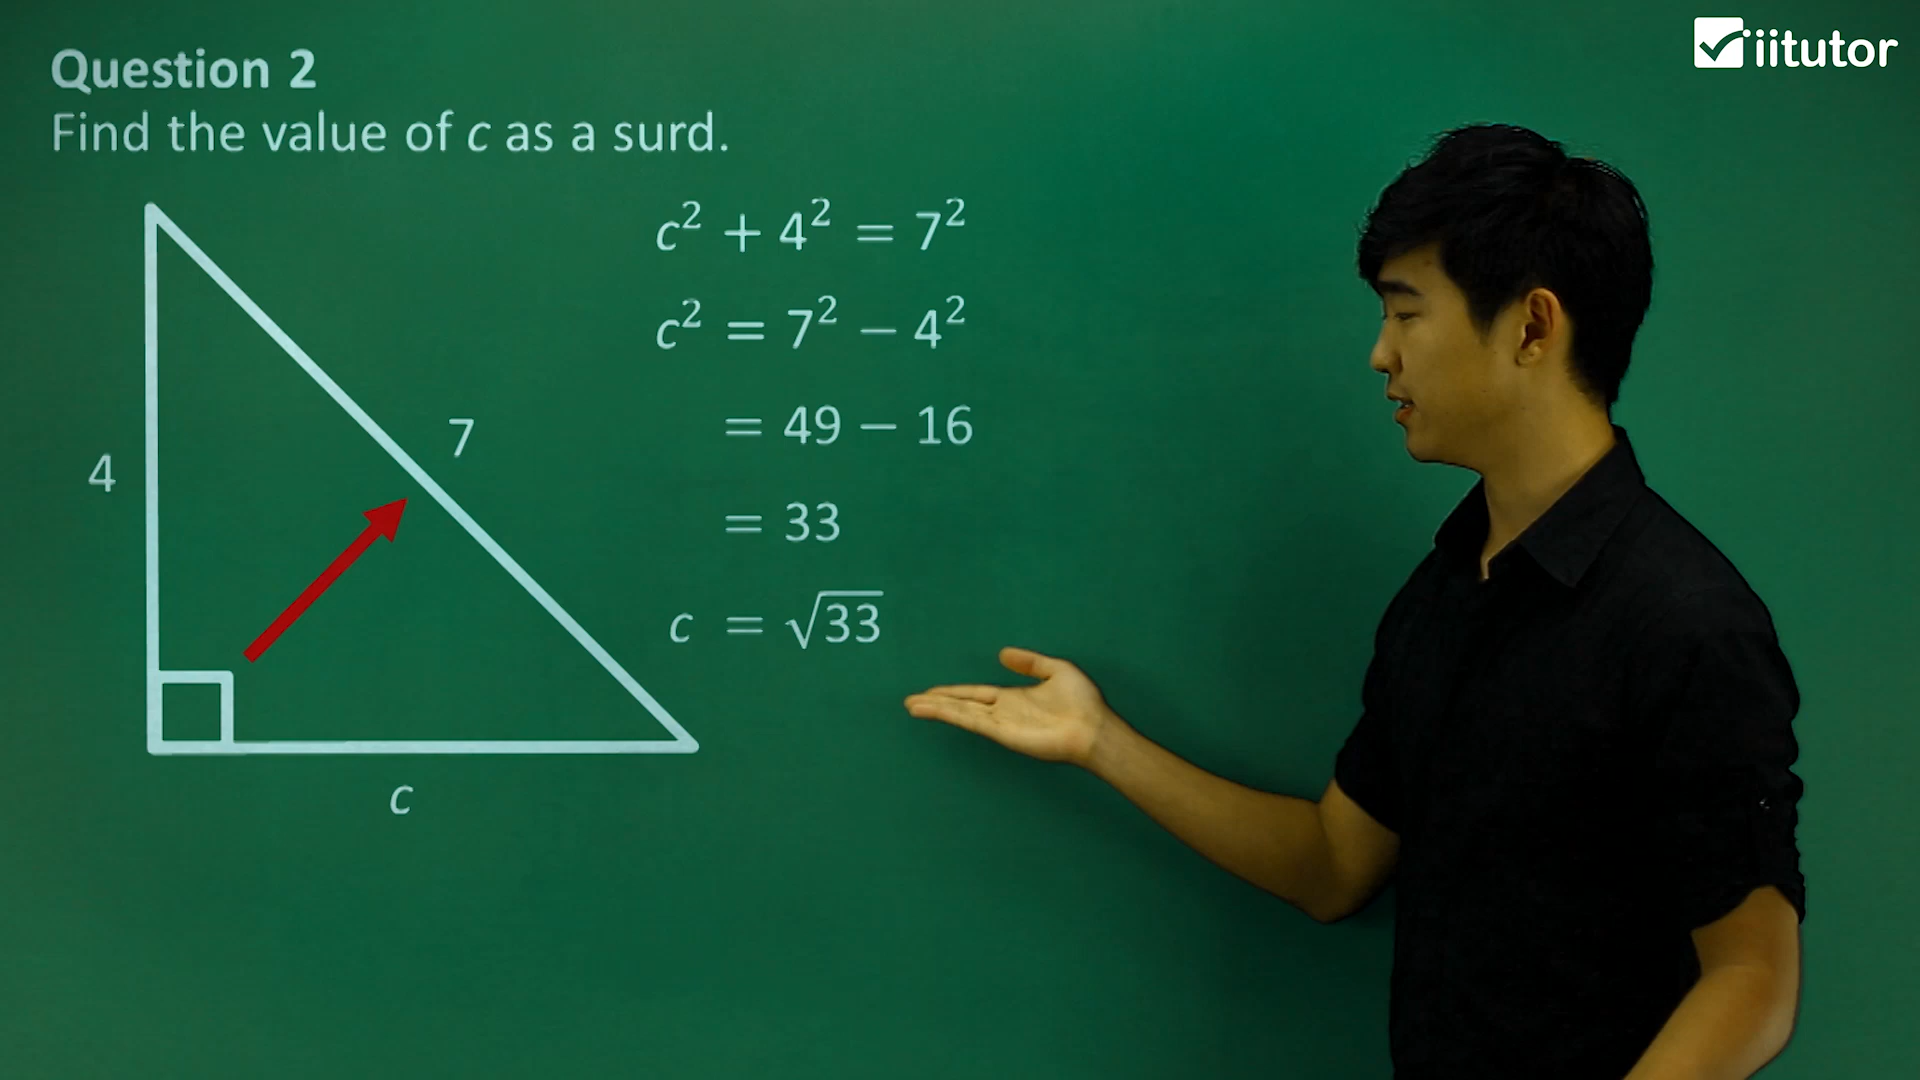 iitutor
Question 2
Find the value of c as a surd.
c² + 4² = 7²
c² = 7² − 4²
= 49 − 16
= 33
c = √33
4
7
c